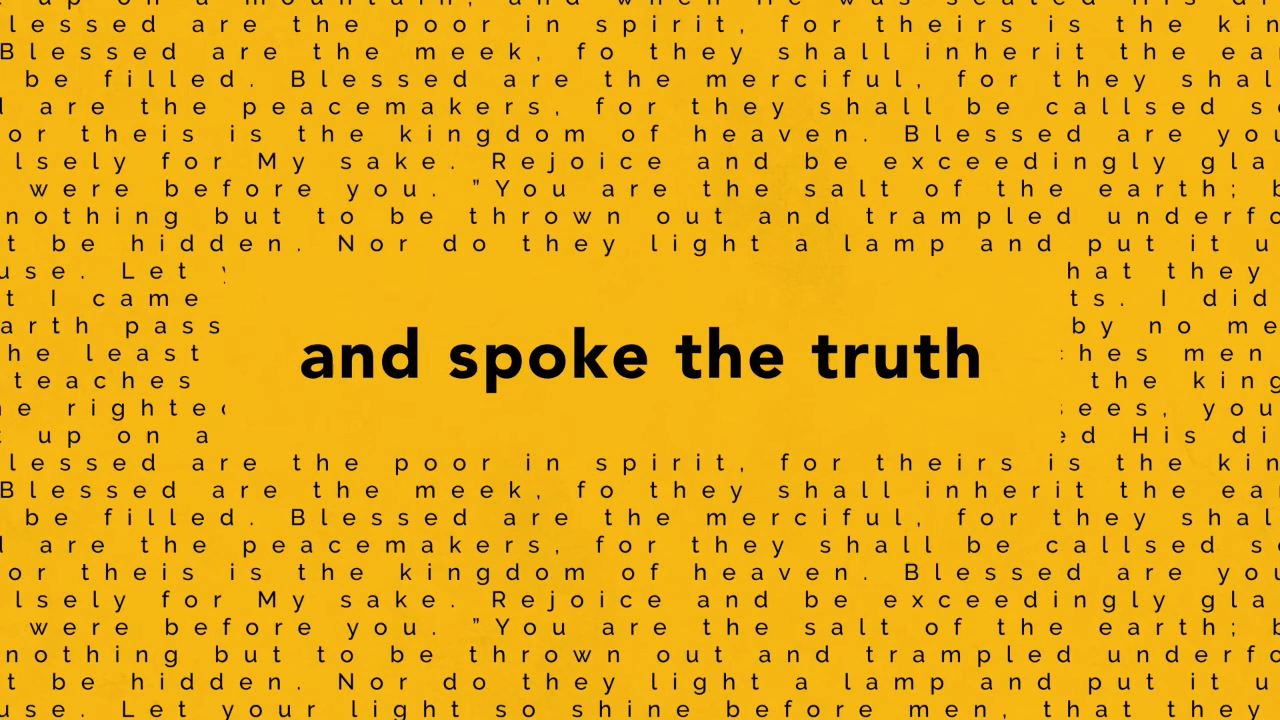 up on a mountain, and when He was seated His di
lessed are the poor in spirit, for theirs is the kin
Blessed are the meek, fo they shall inherit the ear
be filled. Blessed are the merciful, for they shal
d are the peacemakers, for they shall be callsed so
or theis is the kingdom of heaven. Blessed are you
lsely for My sake. Rejoice and be exceedingly gla
were before you. "You are the salt of the earth; b
nothing but to be thrown out and trampled underfo
t be hidden. Nor do they light a lamp and put it u
use. Let hat they
t I came ts. I did
arth pass by no me
he least hes men
teaches the king
e righte ees, you
up on a ed His di
and spoke the truth
lessed are the poor in spirit, for theirs is the kin
Blessed are the meek, fo they shall inherit the ear
be filled. Blessed are the merciful, for they shal
d are the peacemakers, for they shall be callsed so
or theis is the kingdom of heaven. Blessed are you
lsely for My sake. Rejoice and be exceedingly gla
were before you. "You are the salt of the earth; b
nothing but to be thrown out and trampled underfo
t be hidden. Nor do they light a lamp and put it u
use. Let your light so shine before men, that they